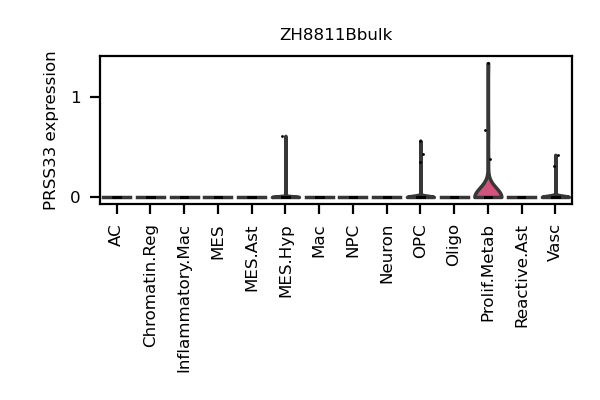 ZH8811Bbulk
PRSS33 expression
1
0
AC
Chromatin.Reg
Inflammatory.Mac
MES
MES.Ast
MES.Hyp
Mac
NPC
Neuron
OPC
Oligo
Prolif.Metab
Reactive.Ast
Vasc